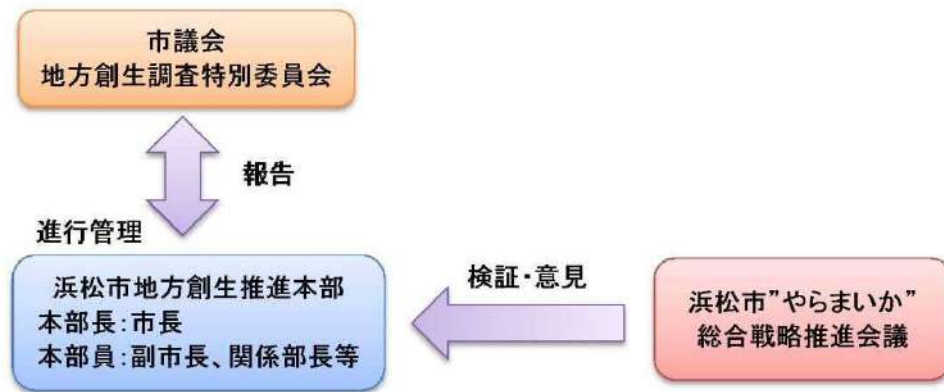 市議会
地方創生調査特別委員会
報告
進行管理
浜松市地方創生推進本部
本部長:市長
本部員:副市長、関係部長等
検証・意見
浜松市”やらまいか”
総合戦略推進会議